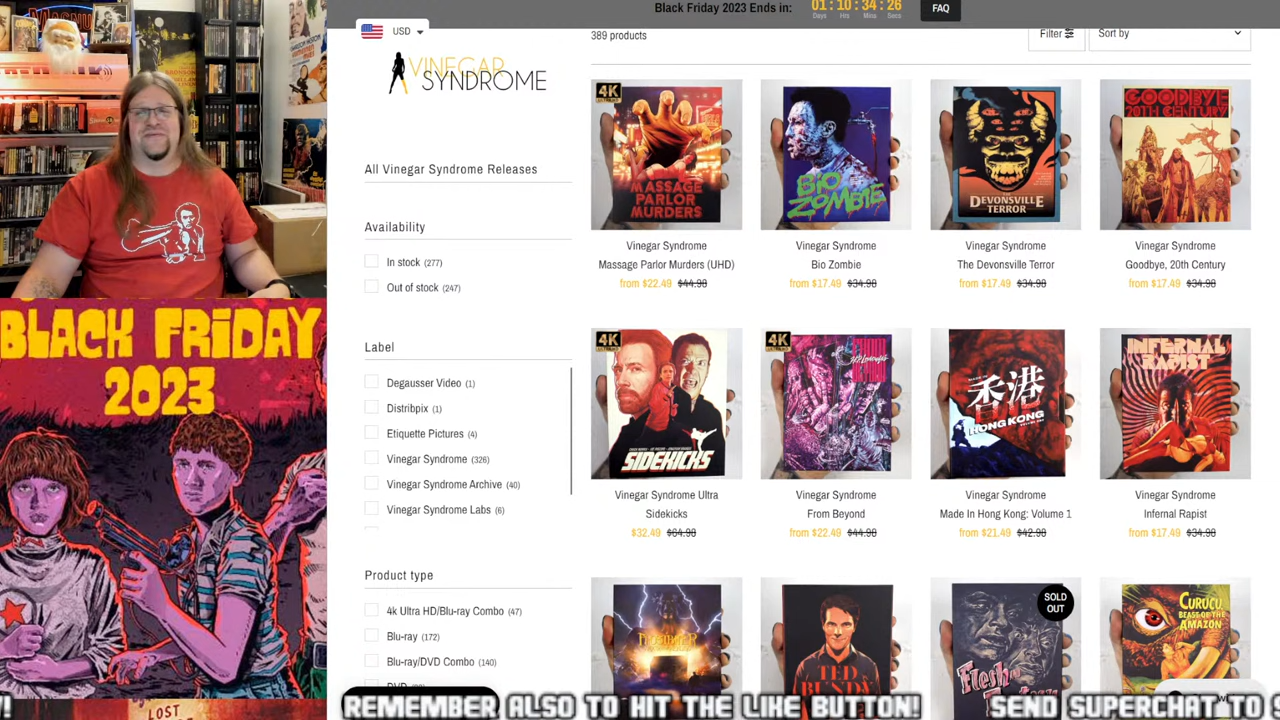 Black Friday 2023 Ends in:
01:10:34:26
Days Hrs Mins Secs
FAQ
USD
VINEGAR
SYNDROME
389 products
Filter
Sort by
All Vinegar Syndrome Releases
Availability
In stock (277)
Out of stock (247)
Label
Degausser Video (1)
Distribpix (1)
Etiquette Pictures (4)
Vinegar Syndrome (326)
Vinegar Syndrome Archive (40)
Vinegar Syndrome Labs (6)
Product type
4k Ultra HD/Blu-ray Combo (47)
Blu-ray (172)
Blu-ray/DVD Combo (140)
4K
MASSAGE
PARLOR
MURDERS
Vinegar Syndrome
Massage Parlor Murders (UHD)
from $22.49 $44.98
BIO
ZOMBIE
Vinegar Syndrome
Bio Zombie
from $17.49 $34.98
THE
DEVONSVILLE
TERROR
Vinegar Syndrome
The Devonsville Terror
from $17.49 $34.98
GOODBYE
20TH CENTURY
Vinegar Syndrome
Goodbye, 20th Century
from $17.49 $34.98
4K
SIDEKICKS
Vinegar Syndrome Ultra
Sidekicks
$32.49 $64.98
4K
Vinegar Syndrome
From Beyond
from $22.49 $44.98
香港
HONG KONG
Vinegar Syndrome
Made In Hong Kong: Volume 1
from $21.49 $42.98
INFERNAL
RAPIST
Vinegar Syndrome
Infernal Rapist
from $17.49 $34.98
TED
BUNDY
SOLD
OUT
CURUCU,
BEAST OF THE
AMAZON
BLACK FRiDAY
2023
LOST
REMEMBER ALSO TO HIT THE LIKE BUTTON!
SEND SUPERCHAT TO